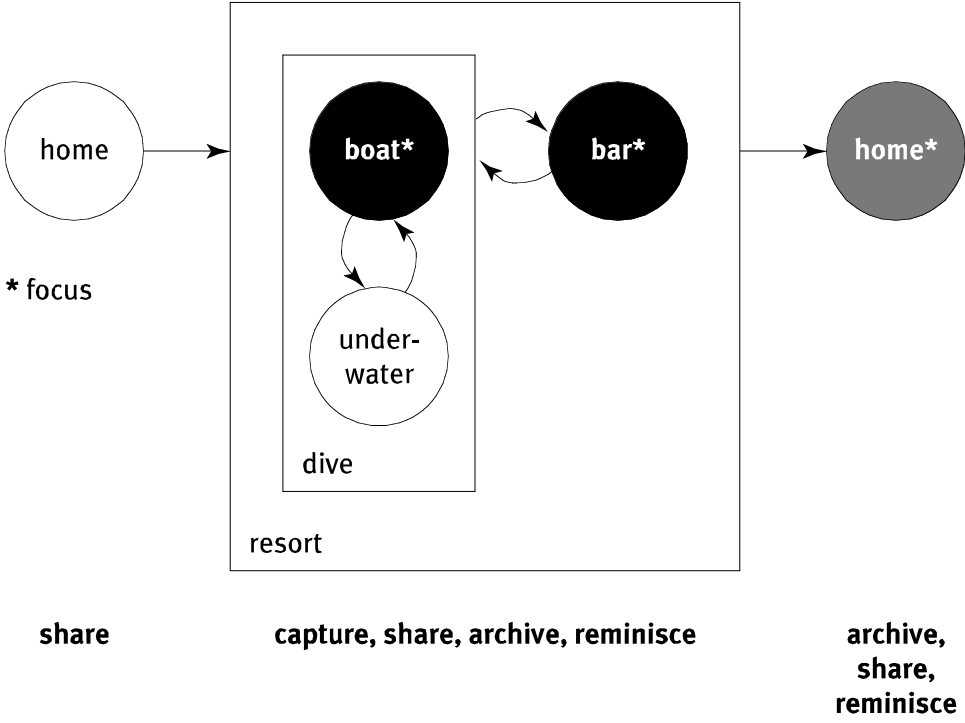 home
boat*
bar*
home*
* focus
under-
water
dive
resort
share
capture, share, archive, reminisce
archive,
share,
reminisce